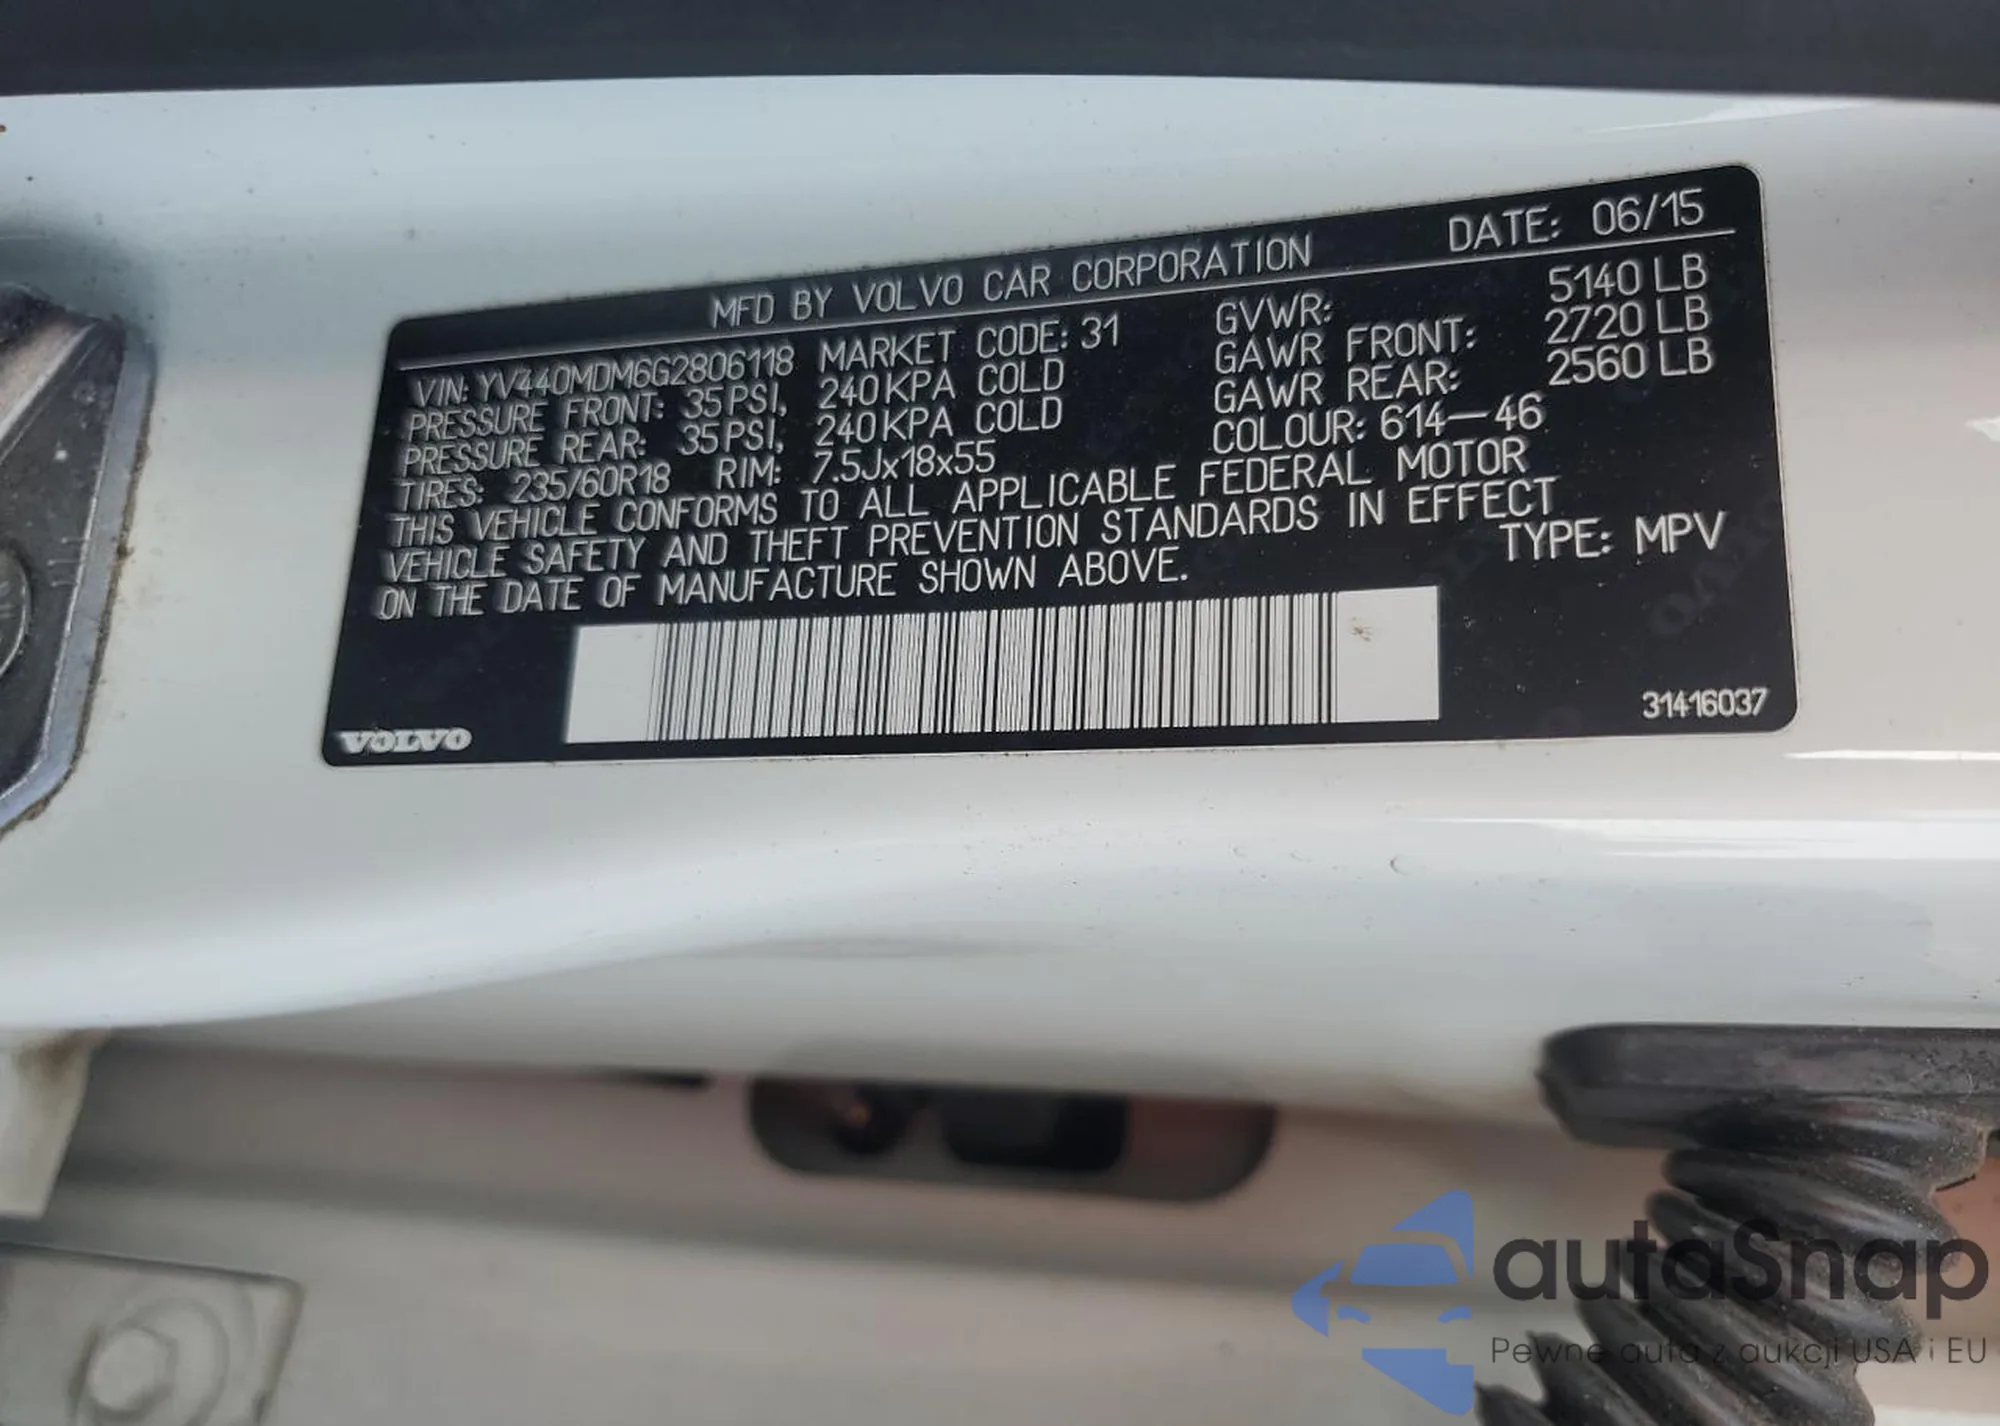 MFD BY VOLVO CAR CORPORATION DATE: 06/15
VIN: YV440MDM6G2806118 MARKET CODE: 31 GVWR: 5140 LB
PRESSURE FRONT: 35 PSI, 240 KPA COLD GAWR FRONT: 2720 LB
PRESSURE REAR: 35 PSI, 240 KPA COLD GAWR REAR: 2560 LB
TIRES: 235/60R18 RIM: 7.5Jx18x55 COLOUR: 614-46
THIS VEHICLE CONFORMS TO ALL APPLICABLE FEDERAL MOTOR
VEHICLE SAFETY AND THEFT PREVENTION STANDARDS IN EFFECT
ON THE DATE OF MANUFACTURE SHOWN ABOVE. TYPE: MPV
31416037
VOLVO
autaSnap
Pewne auta z aukcji USA i EU